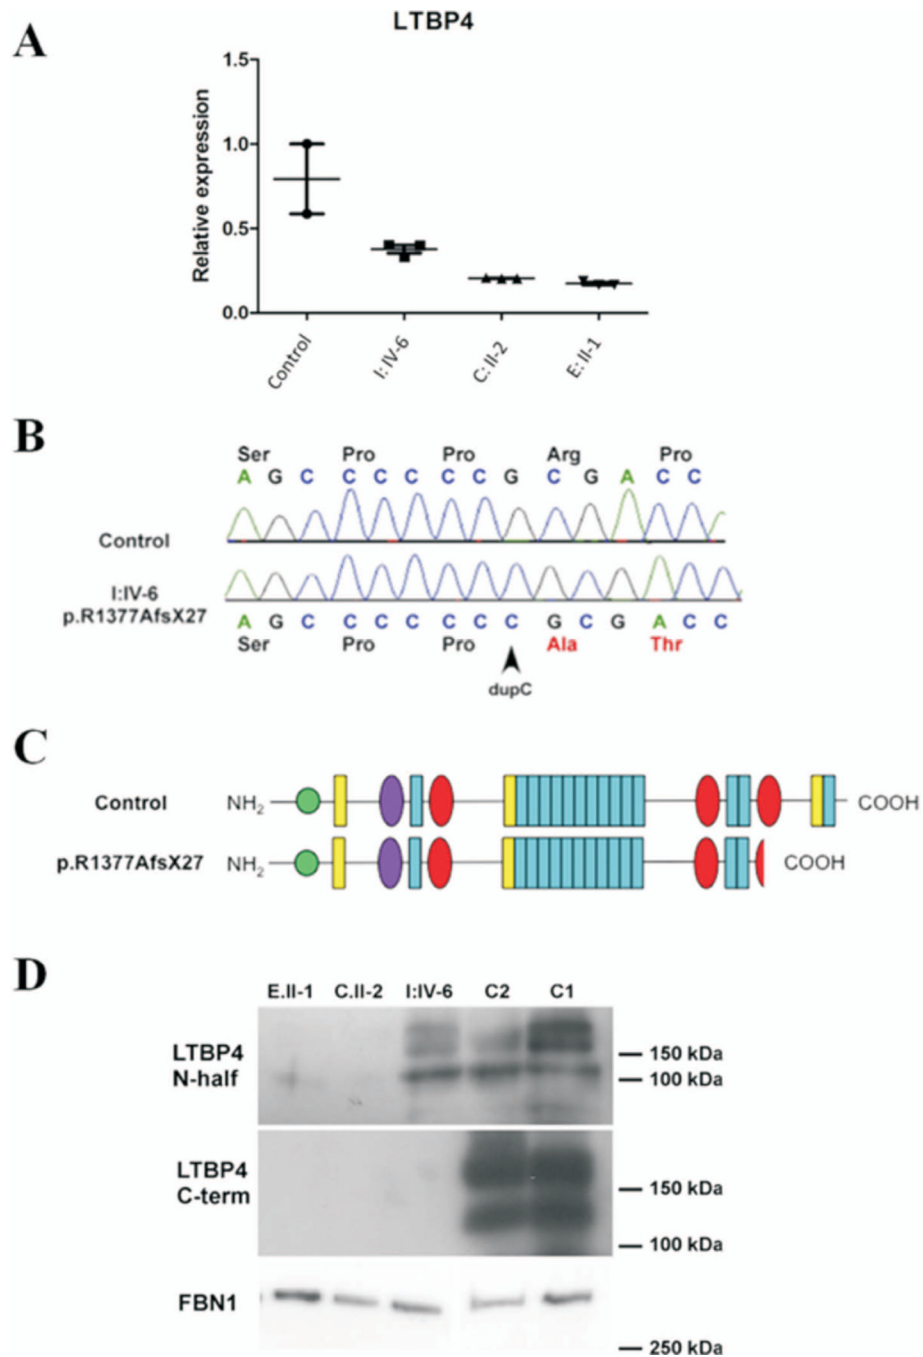 A
LTBP4
Relative expression
1.5
1.0
0.5
0.0
Control
I: IV-6
C: II-2
E: II-1
B
Ser Pro Pro Arg Pro
A G C C C C C C G C G A C C
Control
I:IV-6
p.R1377AfsX27
A G C C C C C C C G C G A C C
Ser Pro Pro Ala Thr
dupC
C
Control
NH2
COOH
p.R1377AfsX27
NH2
COOH
D
E.II-1 C.II-2 I:IV-6 C2 C1
LTBP4
N-half
150 kDa
100 kDa
LTBP4
C-term
150 kDa
100 kDa
FBN1
250 kDa